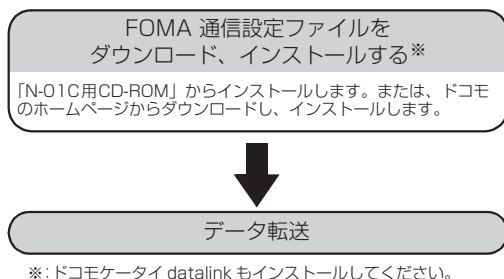 FOMA 通信設定ファイルを
ダウンロード、インストールする※
「N-01C用CD-ROM」からインストールします。または、ドコモ
のホームページからダウンロードし、インストールします。
データ転送
※：ドコモケータイ datalink もインストールしてください。